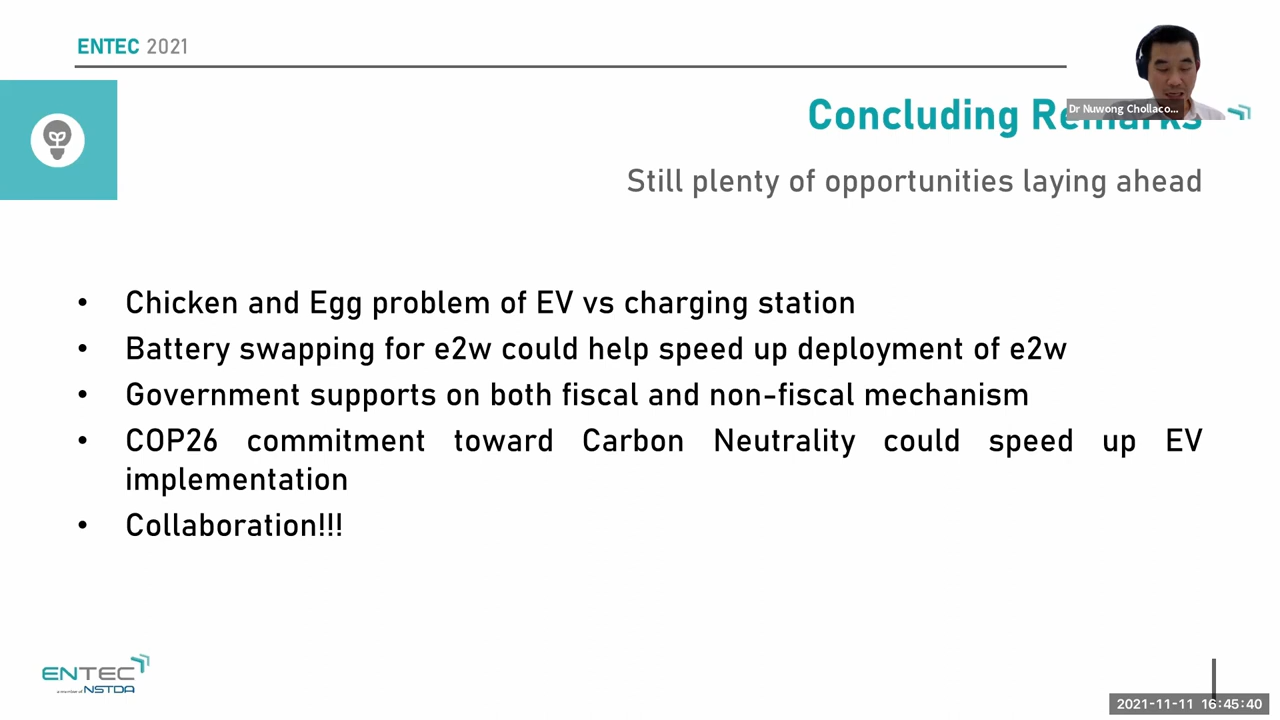 ENTEC 2021
Dr Nuwong Chollaco...
Concluding Remarks
Still plenty of opportunities laying ahead
• Chicken and Egg problem of EV vs charging station
• Battery swapping for e2w could help speed up deployment of e2w
• Government supports on both fiscal and non-fiscal mechanism
• COP26 commitment toward Carbon Neutrality could speed up EV
implementation
• Collaboration!!!
ENTEC
a member of NSTDA
2021-11-11 16:45:40